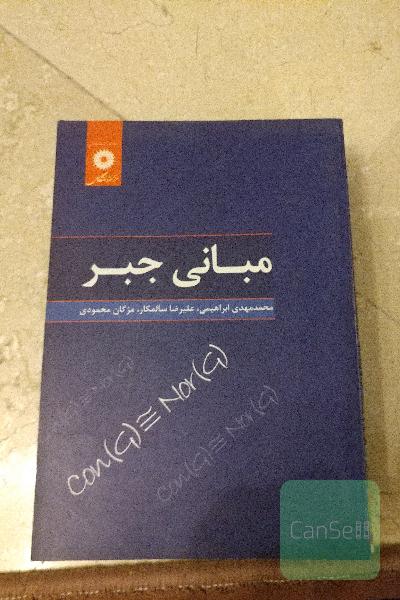 مبانی جبر
محمدمهدی ابراهیمی، علیرضا سالمکار، مژگان محمودی
Con(G) ≡ Nor(G)
Con(G) ≡ Nor(G)
CanSell